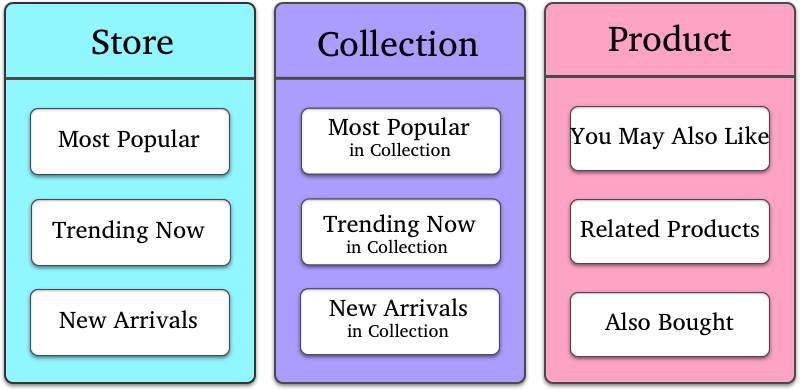 Store
Most Popular
Trending Now
New Arrivals
Collection
Most Popular
in Collection
Trending Now
in Collection
New Arrivals
in Collection
Product
You May Also Like
Related Products
Also Bought